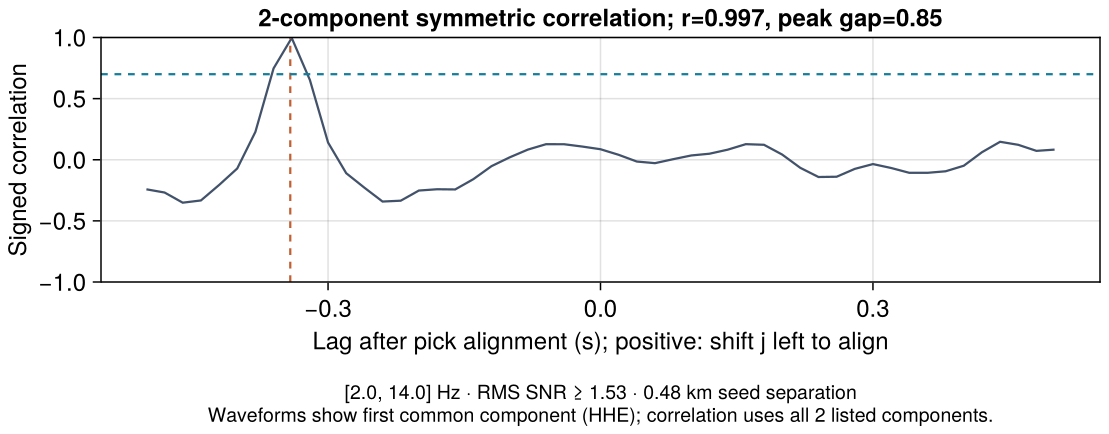 2-component symmetric correlation; r=0.997, peak gap=0.85
Signed correlation
1.0
0.5
0.0
−0.5
−1.0
−0.3
0.0
0.3
Lag after pick alignment (s); positive: shift j left to align
[2.0, 14.0] Hz · RMS SNR ≥ 1.53 · 0.48 km seed separation
Waveforms show first common component (HHE); correlation uses all 2 listed components.